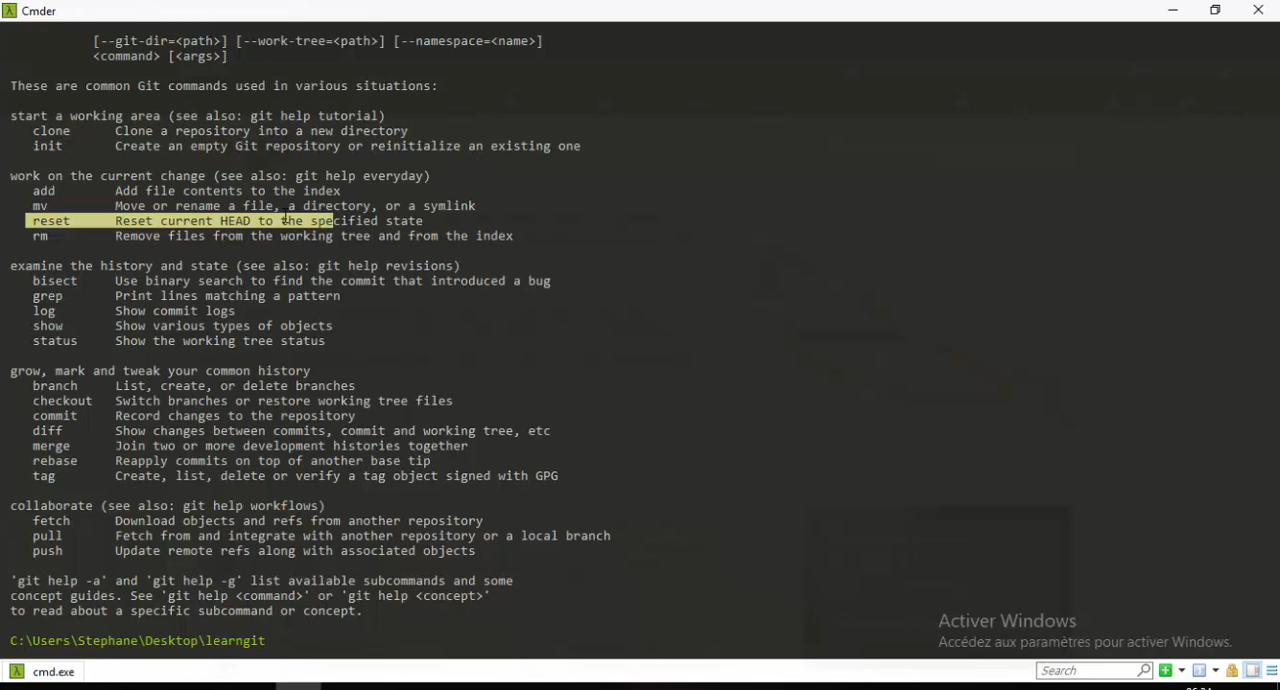 Cmder
[--git-dir=<path>] [--work-tree=<path>] [--namespace=<name>]
<command> [<args>]
These are common Git commands used in various situations:
start a working area (see also: git help tutorial)
clone Clone a repository into a new directory
init Create an empty Git repository or reinitialize an existing one
work on the current change (see also: git help everyday)
add Add file contents to the index
mv Move or rename a file, a directory, or a symlink
reset Reset current HEAD to the specified state
rm Remove files from the working tree and from the index
examine the history and state (see also: git help revisions)
bisect Use binary search to find the commit that introduced a bug
grep Print lines matching a pattern
log Show commit logs
show Show various types of objects
status Show the working tree status
grow, mark and tweak your common history
branch List, create, or delete branches
checkout Switch branches or restore working tree files
commit Record changes to the repository
diff Show changes between commits, commit and working tree, etc
merge Join two or more development histories together
rebase Reapply commits on top of another base tip
tag Create, list, delete or verify a tag object signed with GPG
collaborate (see also: git help workflows)
fetch Download objects and refs from another repository
pull Fetch from and integrate with another repository or a local branch
push Update remote refs along with associated objects
'git help -a' and 'git help -g' list available subcommands and some
concept guides. See 'git help <command>' or 'git help <concept>'
to read about a specific subcommand or concept.
C:\Users\Stephane\Desktop\learngit
Activer Windows
Accédez aux paramètres pour activer Windows.
cmd.exe
Search